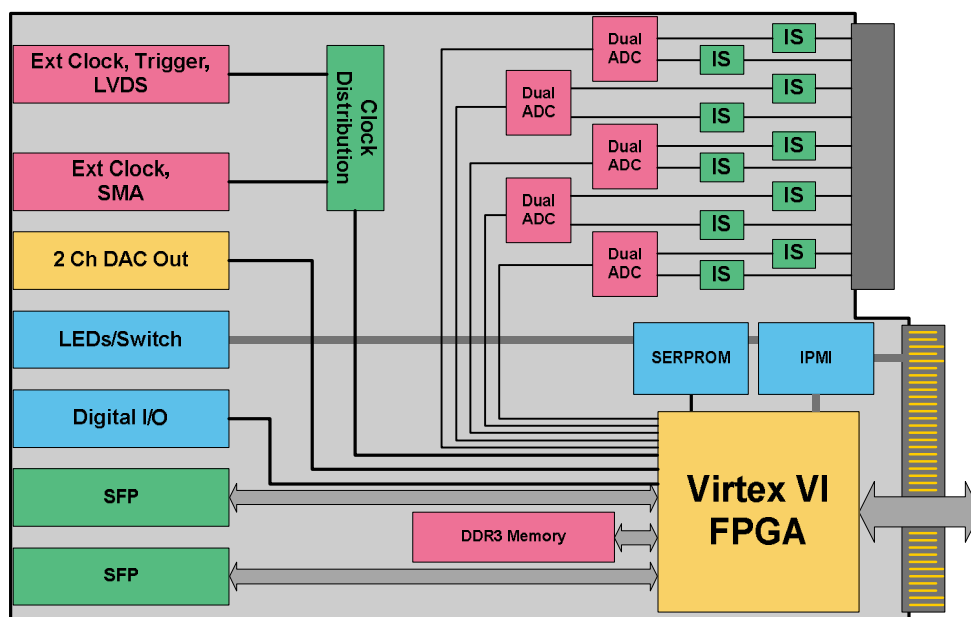 Ext Clock, Trigger,
LVDS
Ext Clock,
SMA
2 Ch DAC Out
LEDs/Switch
Digital I/O
SFP
SFP
Clock
Distribution
Dual
ADC
Dual
ADC
Dual
ADC
Dual
ADC
Dual
ADC
IS
IS
IS
IS
IS
IS
IS
IS
IS
IS
SERPROM
IPMI
DDR3 Memory
Virtex VI
FPGA